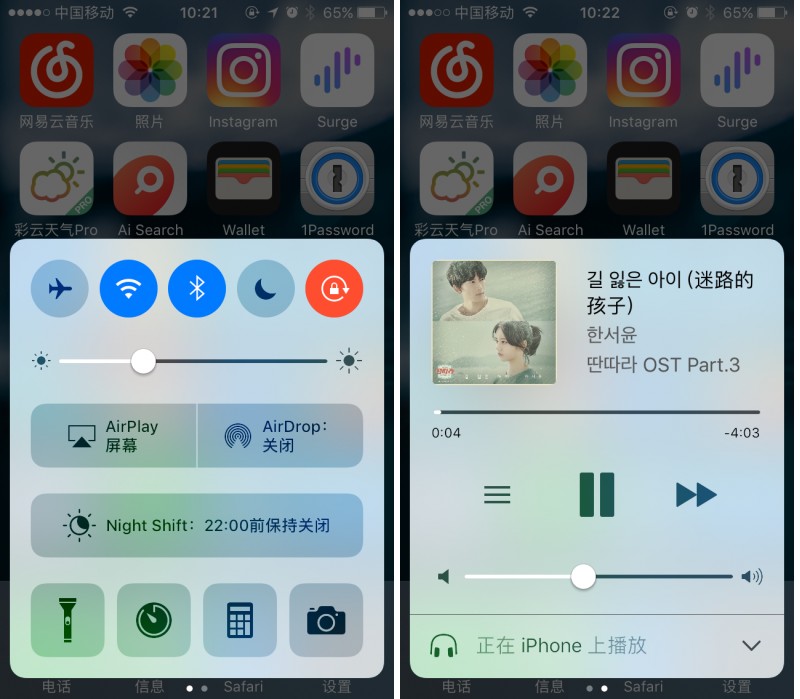 中国移动 10:21 65%
网易云音乐 照片 Instagram Surge
彩云天气Pro Ai Search Wallet 1Password
AirPlay
屏幕
AirDrop：
关闭
Night Shift：22:00前保持关闭
电话 信息 Safari 设置
中国移动 10:22 65%
网易云音乐 照片 Instagram Surge
彩云天气Pro Ai Search Wallet 1Password
길 잃은 아이 (迷路的
孩子)
한서윤
딴따라 OST Part.3
0:04 -4:03
正在 iPhone 上播放
电话 信息 Safari 设置